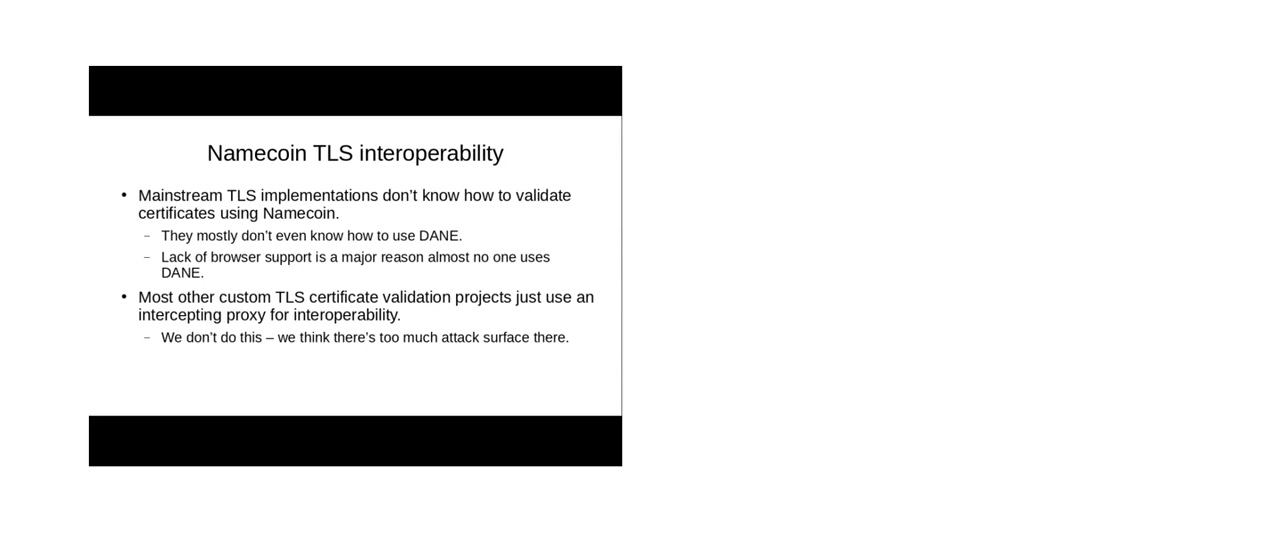 Namecoin TLS interoperability
• Mainstream TLS implementations don’t know how to validate
certificates using Namecoin.
– They mostly don’t even know how to use DANE.
– Lack of browser support is a major reason almost no one uses
DANE.
• Most other custom TLS certificate validation projects just use an
intercepting proxy for interoperability.
– We don’t do this – we think there’s too much attack surface there.